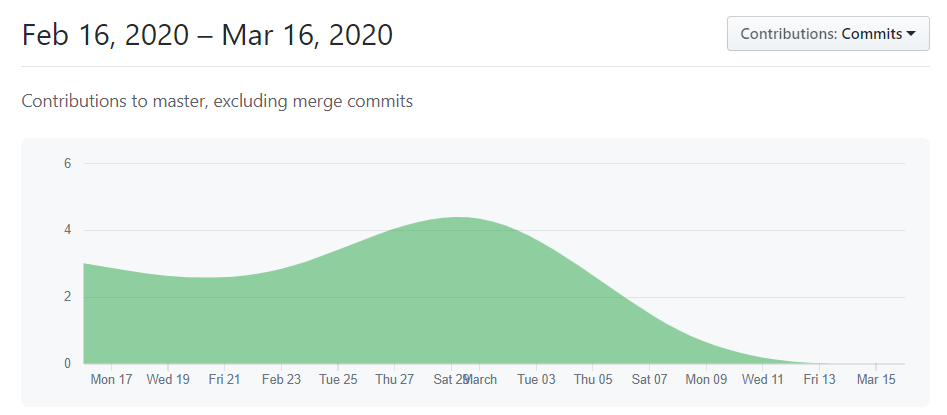 Feb 16, 2020 – Mar 16, 2020
Contributions: Commits
Contributions to master, excluding merge commits
6
4
2
0
Mon 17 Wed 19 Fri 21 Feb 23 Tue 25 Thu 27 Sat 29 March Tue 03 Thu 05 Sat 07 Mon 09 Wed 11 Fri 13 Mar 15